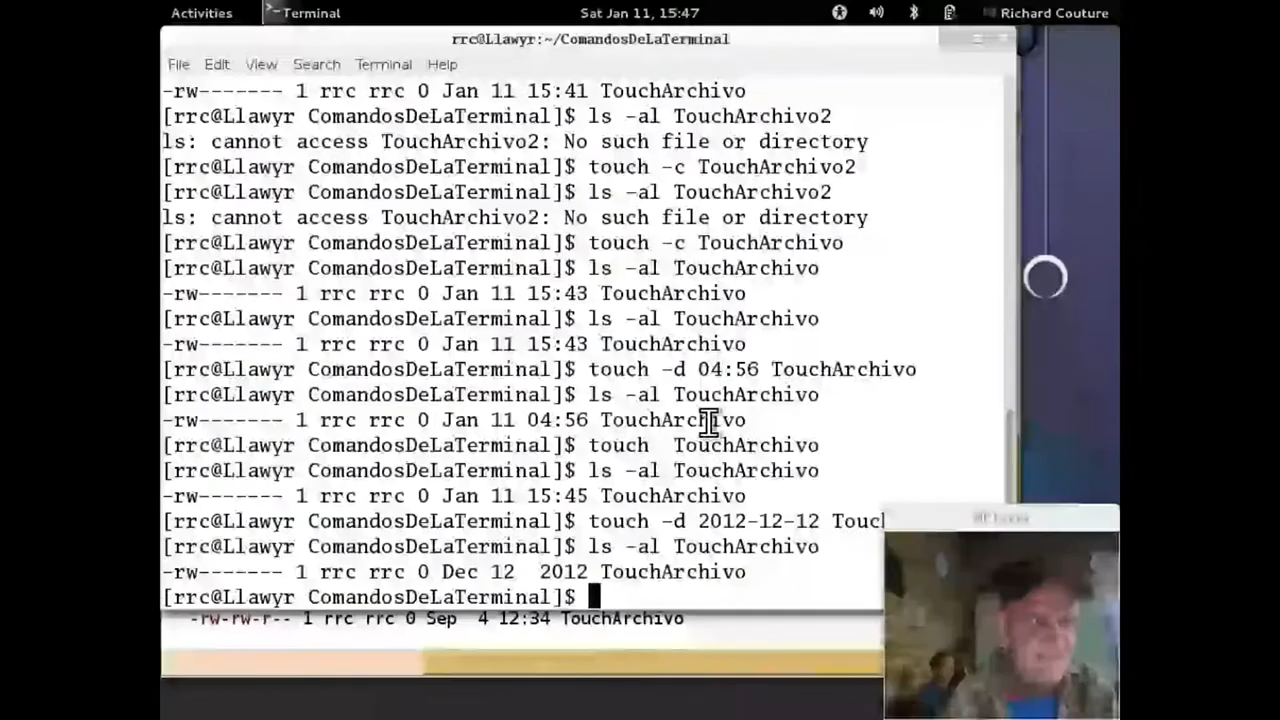 Activities Terminal Sat Jan 11, 15:47 Richard Couture
rrc@Llawyr:~/ComandosDeLaTerminal
File Edit View Search Terminal Help
-rw------- 1 rrc rrc 0 Jan 11 15:41 TouchArchivo
[rrc@Llawyr ComandosDeLaTerminal]$ ls -al TouchArchivo2
ls: cannot access TouchArchivo2: No such file or directory
[rrc@Llawyr ComandosDeLaTerminal]$ touch -c TouchArchivo2
[rrc@Llawyr ComandosDeLaTerminal]$ ls -al TouchArchivo2
ls: cannot access TouchArchivo2: No such file or directory
[rrc@Llawyr ComandosDeLaTerminal]$ touch -c TouchArchivo
[rrc@Llawyr ComandosDeLaTerminal]$ ls -al TouchArchivo
-rw------- 1 rrc rrc 0 Jan 11 15:43 TouchArchivo
[rrc@Llawyr ComandosDeLaTerminal]$ ls -al TouchArchivo
-rw------- 1 rrc rrc 0 Jan 11 15:43 TouchArchivo
[rrc@Llawyr ComandosDeLaTerminal]$ touch -d 04:56 TouchArchivo
[rrc@Llawyr ComandosDeLaTerminal]$ ls -al TouchArchivo
-rw------- 1 rrc rrc 0 Jan 11 04:56 TouchArchivo
[rrc@Llawyr ComandosDeLaTerminal]$ touch  TouchArchivo
[rrc@Llawyr ComandosDeLaTerminal]$ ls -al TouchArchivo
-rw------- 1 rrc rrc 0 Jan 11 15:45 TouchArchivo
[rrc@Llawyr ComandosDeLaTerminal]$ touch -d 2012-12-12 Touc
[rrc@Llawyr ComandosDeLaTerminal]$ ls -al TouchArchivo
-rw------- 1 rrc rrc 0 Dec 12  2012 TouchArchivo
[rrc@Llawyr ComandosDeLaTerminal]$
-rw-rw-r-- 1 rrc rrc 0 Sep  4 12:34 TouchArchivo